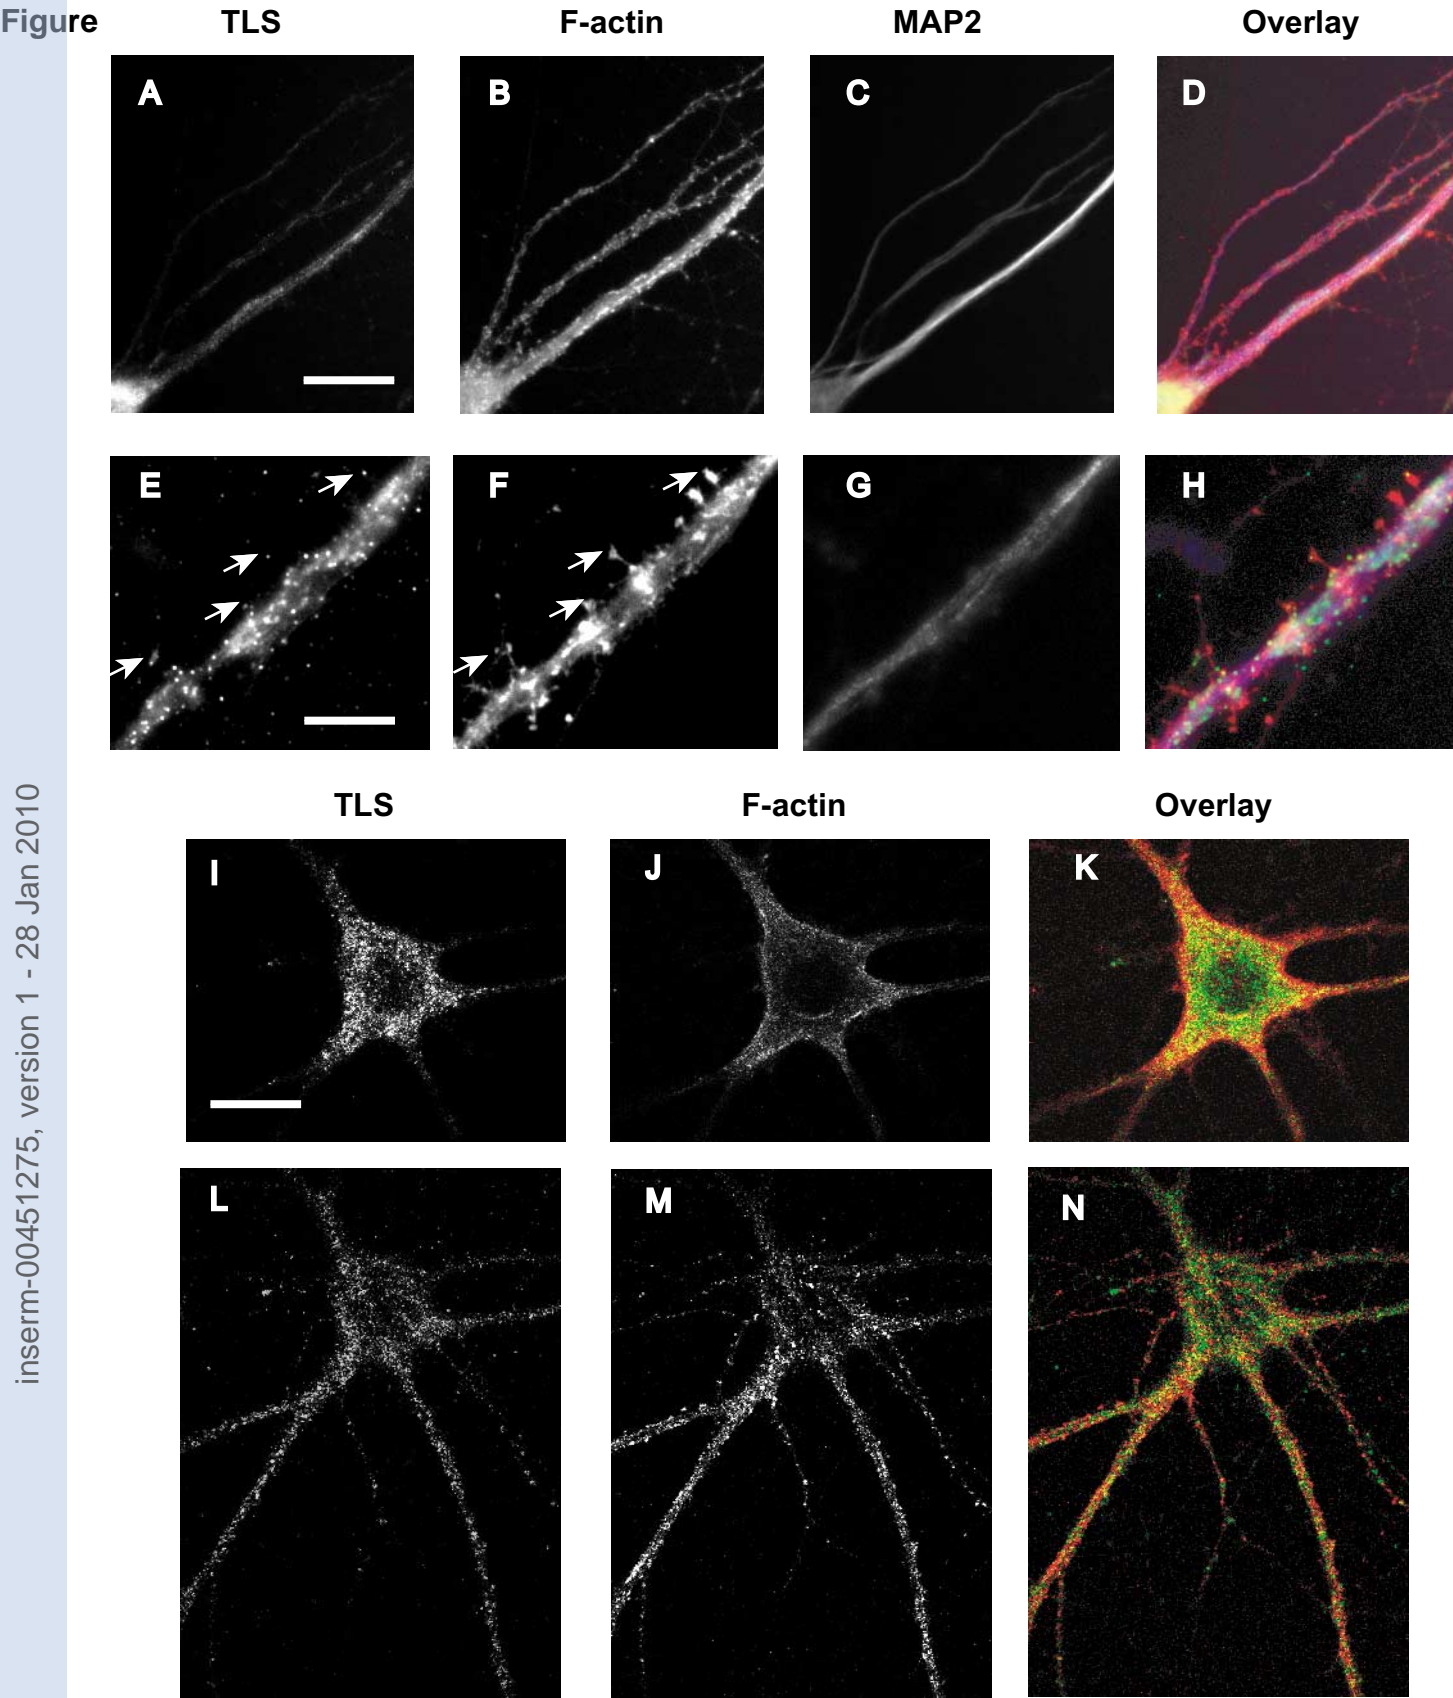 Figure
TLS F-actin MAP2 Overlay
A B C D
E F G H
TLS F-actin Overlay
I J K
L M N
inserm-00451275, version 1 - 28 Jan 2010